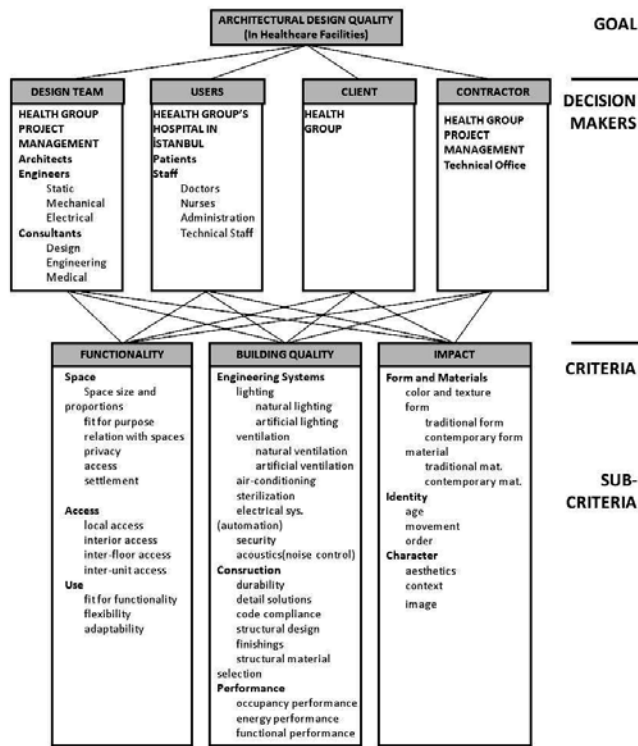 ARCHITECTURAL DESIGN QUALITY
(In Healthcare Facilities)
GOAL
DESIGN TEAM
HEALTH GROUP
PROJECT
MANAGEMENT
Architects
Engineers
Static
Mechanical
Electrical
Consultants
Design
Engineering
Medical
USERS
HEEALTH GROUP'S
HOSPITAL IN
İSTANBUL
Patients
Staff
Doctors
Nurses
Administration
Technical Staff
CLIENT
HEALTH
GROUP
CONTRACTOR
HEALTH GROUP
PROJECT
MANAGEMENT
Technical Office
DECISION
MAKERS
FUNCTIONALITY
Space
Space size and
proportions
fit for purpose
relation with spaces
privacy
access
settlement
Access
local access
interior access
inter-floor access
inter-unit access
Use
fit for functionality
flexibility
adaptability
BUILDING QUALITY
Engineering Systems
lighting
natural lighting
artificial lighting
ventilation
natural ventilation
artificial ventilation
air-conditioning
sterilization
electrical sys.
(automation)
security
acoustics(noise control)
Consruction
durability
detail solutions
code compliance
structural design
finishings
structural material
selection
Performance
occupancy performance
energy performance
functional performance
IMPACT
Form and Materials
color and texture
form
traditional form
contemporary form
material
traditional mat.
contemporary mat.
Identity
age
movement
order
Character
aesthetics
context
image
CRITERIA
SUB-
CRITERIA